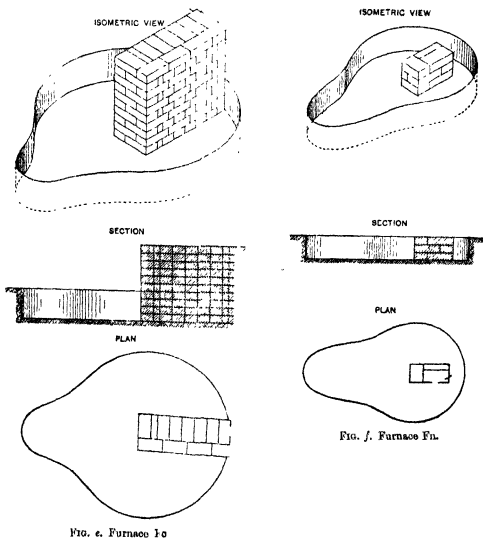 ISOMETRIC VIEW
SECTION
PLAN
FIG. e. Furnace
ISOMETRIC VIEW
SECTION
PLAN
FIG. f. Furnace Fn.